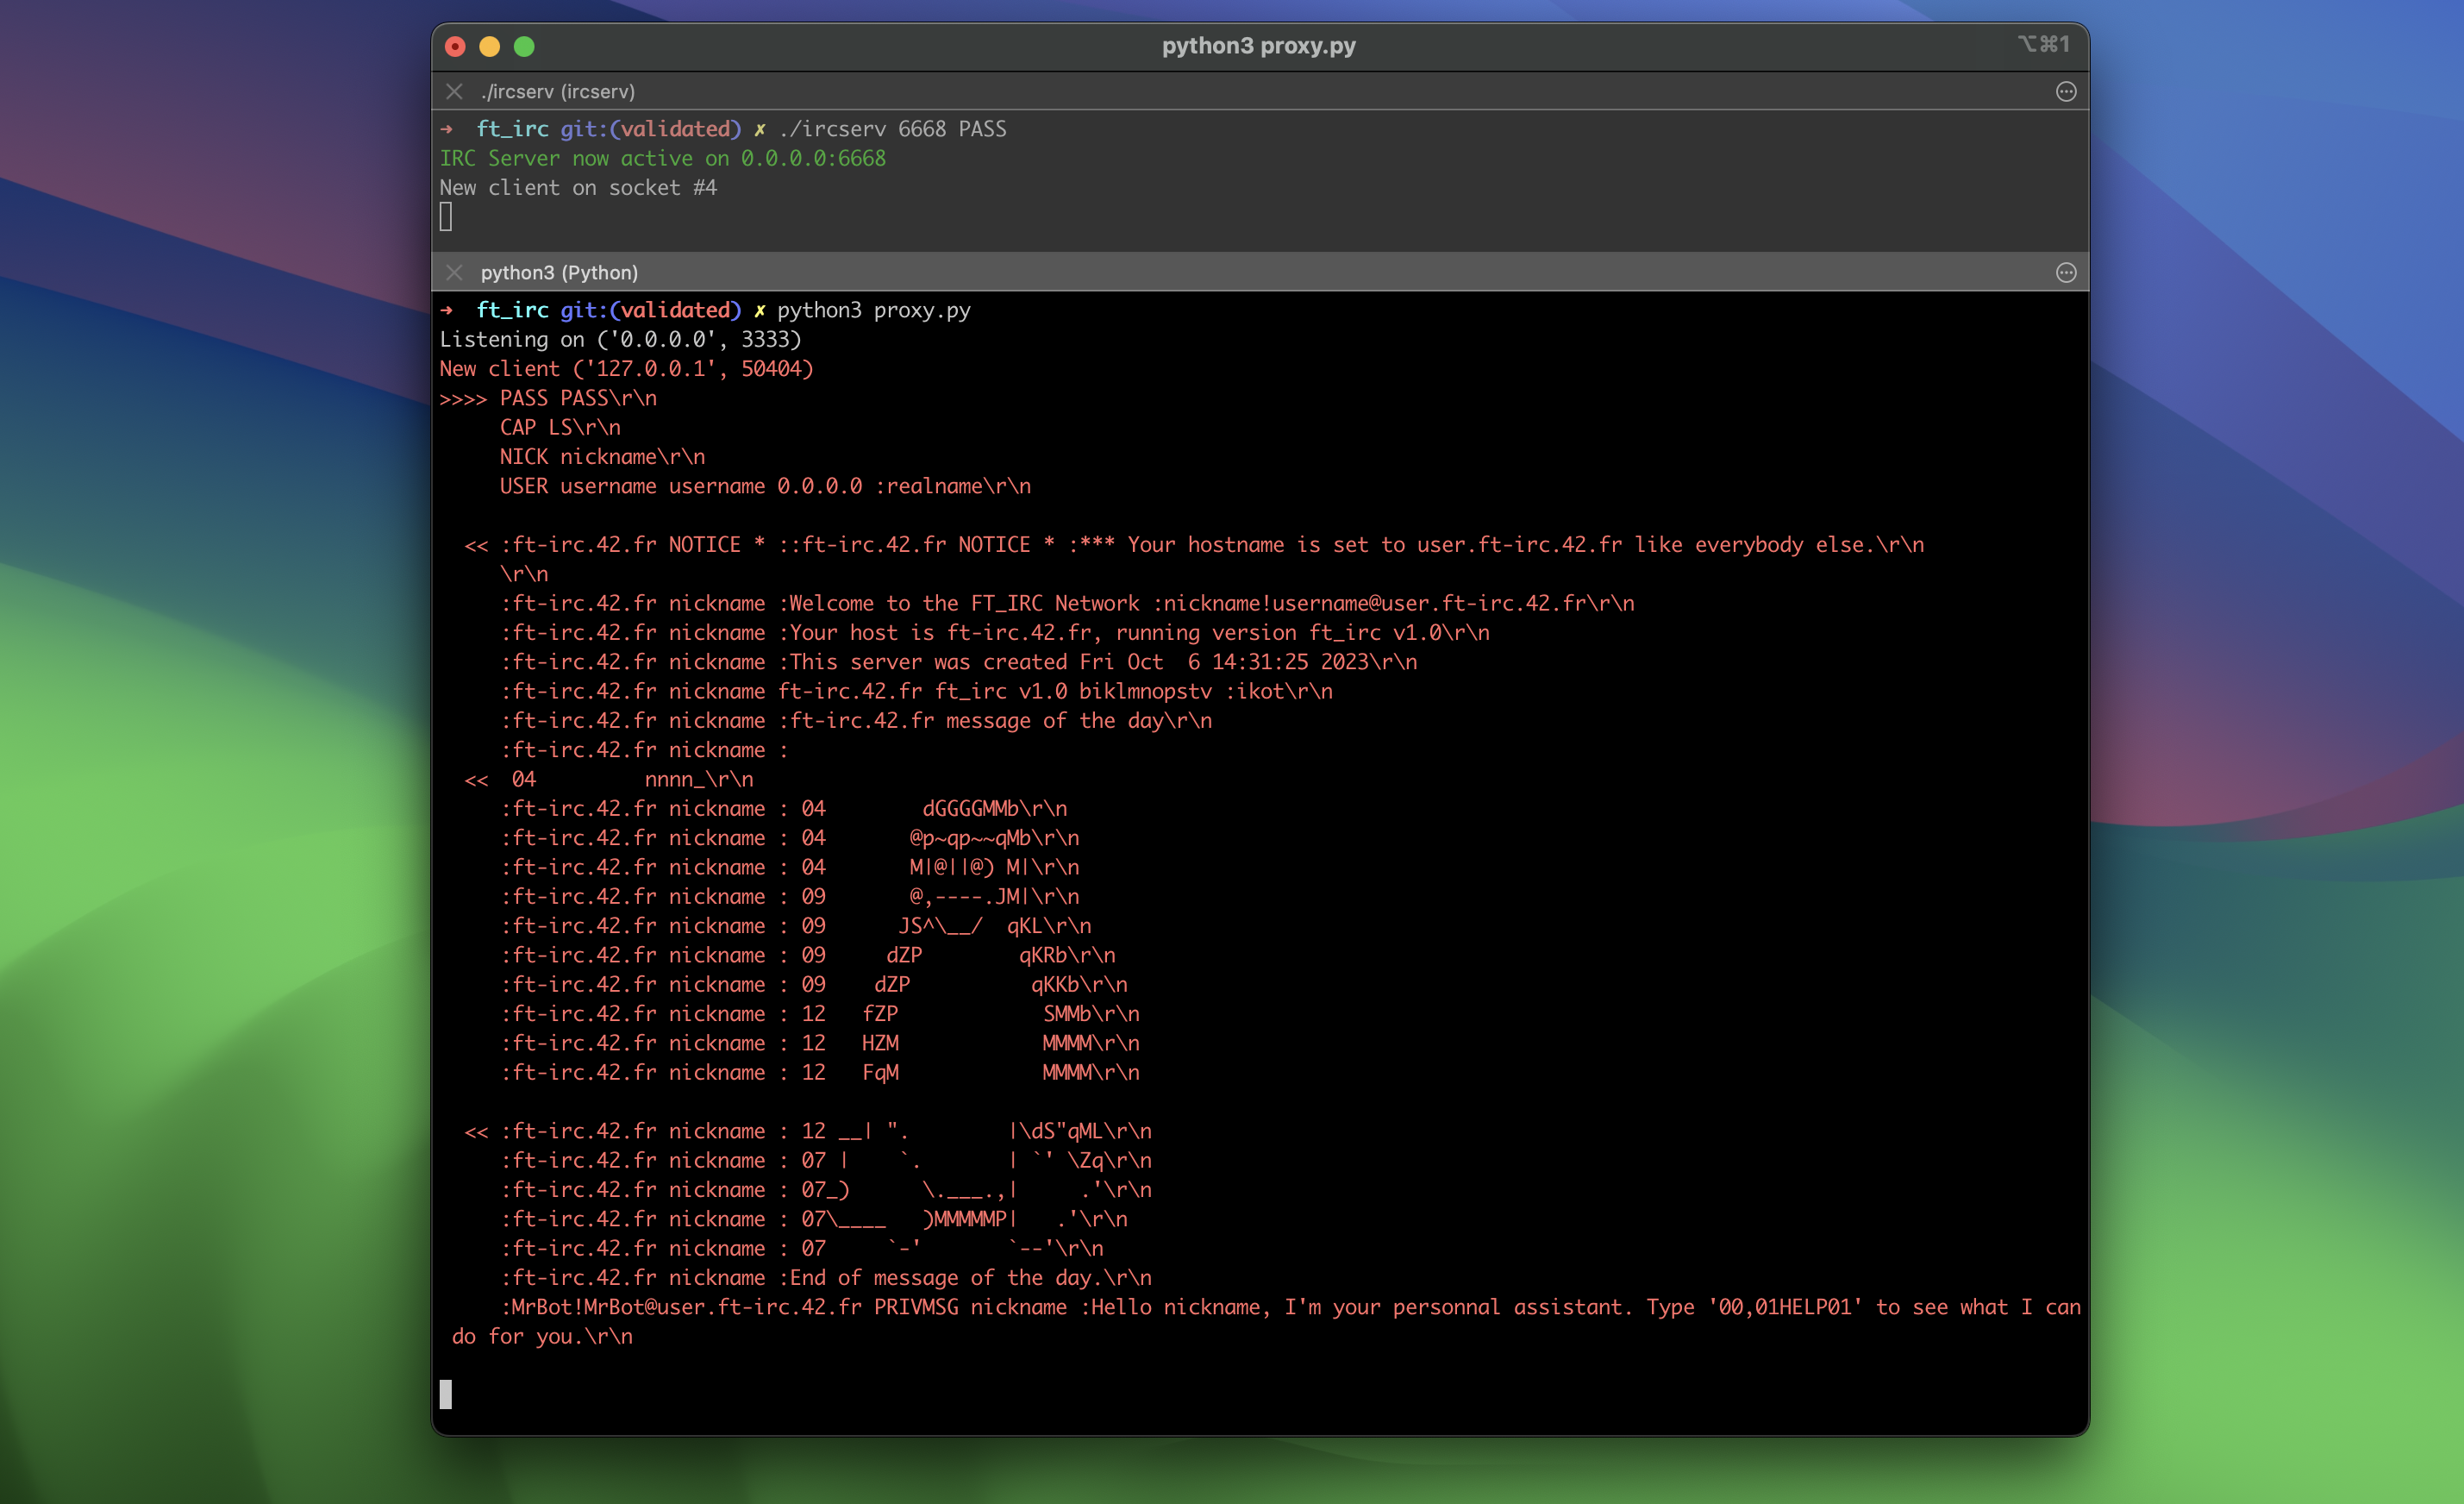 python3 proxy.py
⌥⌘1
./ircserv (ircserv)
➜  ft_irc git:(validated) ✗ ./ircserv 6668 PASS
IRC Server now active on 0.0.0.0:6668
New client on socket #4
python3 (Python)
➜  ft_irc git:(validated) ✗ python3 proxy.py
Listening on ('0.0.0.0', 3333)
New client ('127.0.0.1', 50404)
>>>> PASS PASS\r\n
     CAP LS\r\n
     NICK nickname\r\n
     USER username username 0.0.0.0 :realname\r\n
  << :ft-irc.42.fr NOTICE * ::ft-irc.42.fr NOTICE * :*** Your hostname is set to user.ft-irc.42.fr like everybody else.\r\n
     \r\n
     :ft-irc.42.fr nickname :Welcome to the FT_IRC Network :nickname!username@user.ft-irc.42.fr\r\n
     :ft-irc.42.fr nickname :Your host is ft-irc.42.fr, running version ft_irc v1.0\r\n
     :ft-irc.42.fr nickname :This server was created Fri Oct  6 14:31:25 2023\r\n
     :ft-irc.42.fr nickname ft-irc.42.fr ft_irc v1.0 biklmnopstv :ikot\r\n
     :ft-irc.42.fr nickname :ft-irc.42.fr message of the day\r\n
     :ft-irc.42.fr nickname :
  <<  04         nnnn_\r\n
     :ft-irc.42.fr nickname : 04        dGGGGMMb\r\n
     :ft-irc.42.fr nickname : 04       @p~qp~~qMb\r\n
     :ft-irc.42.fr nickname : 04       M|@||@) M|\r\n
     :ft-irc.42.fr nickname : 09       @,----.JM|\r\n
     :ft-irc.42.fr nickname : 09      JS^\__/  qKL\r\n
     :ft-irc.42.fr nickname : 09     dZP        qKRb\r\n
     :ft-irc.42.fr nickname : 09    dZP          qKKb\r\n
     :ft-irc.42.fr nickname : 12   fZP            SMMb\r\n
     :ft-irc.42.fr nickname : 12   HZM            MMMM\r\n
     :ft-irc.42.fr nickname : 12   FqM            MMMM\r\n
  << :ft-irc.42.fr nickname : 12 __| ".        |\dS"qML\r\n
     :ft-irc.42.fr nickname : 07 |    `.       | `' \Zq\r\n
     :ft-irc.42.fr nickname : 07_)      \.___.,|     .'\r\n
     :ft-irc.42.fr nickname : 07\____   )MMMMMP|   .'\r\n
     :ft-irc.42.fr nickname : 07     `-'       `--'\r\n
     :ft-irc.42.fr nickname :End of message of the day.\r\n
     :MrBot!MrBot@user.ft-irc.42.fr PRIVMSG nickname :Hello nickname, I'm your personnal assistant. Type '00,01HELP01' to see what I can
 do for you.\r\n